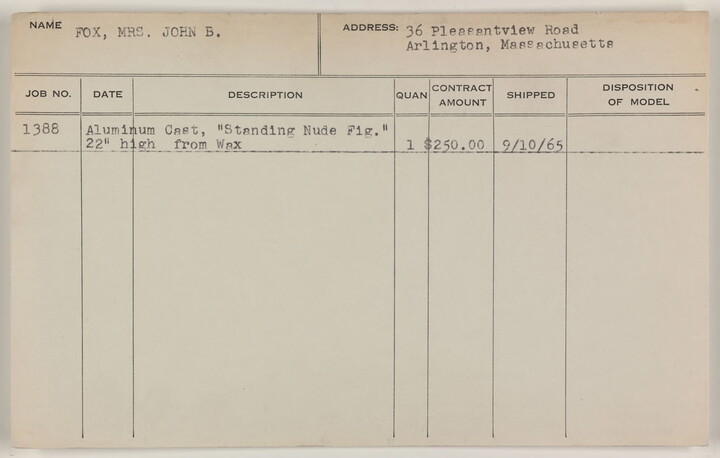 NAME FOX, MRS. JOHN B. ADDRESS: 36 Pleasantview Road
Arlington, Massachusetts
JOB NO. DATE DESCRIPTION QUAN CONTRACT AMOUNT SHIPPED DISPOSITION OF MODEL
1388 Aluminum Cast, "Standing Nude Fig."
22" high from Wax 1 $250.00 9/10/65